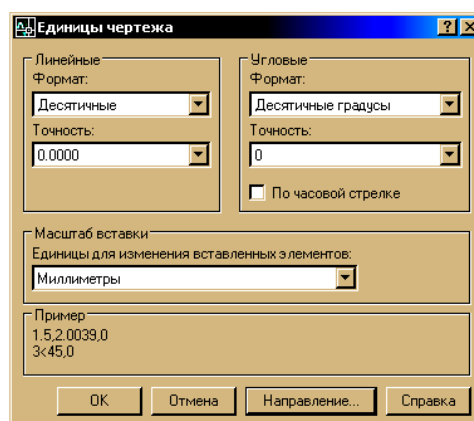 Единицы чертежа
Линейные
Формат:
Десятичные
Точность:
0.0000
Угловые
Формат:
Десятичные градусы
Точность:
0
По часовой стрелке
Масштаб вставки
Единицы для изменения вставленных элементов:
Миллиметры
Пример
1.5,2.0039,0
3<45,0
OK
Отмена
Направление...
Справка